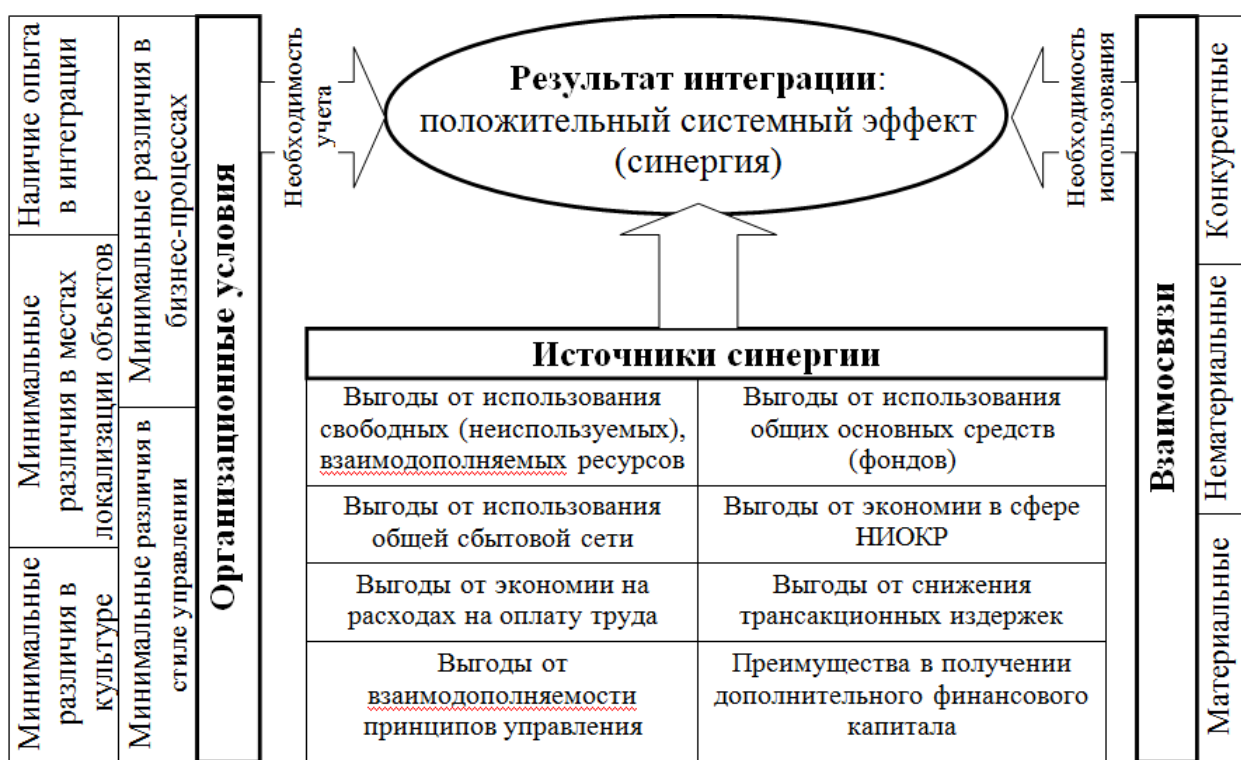 Наличие опыта
в интеграции
Минимальные
различия в местах
локализации объектов
Минимальные
различия в
культуре
Минимальные различия в
бизнес-процессах
Минимальные различия в
стиле управлении
Организационные условия
Необходимость
учета
Результат интеграции:
положительный системный эффект
(синергия)
Необходимость
использования
Источники синергии
Выгоды от использования
свободных (неиспользуемых),
взаимодополняемых ресурсов
Выгоды от использования
общих основных средств
(фондов)
Выгоды от использования
общей сбытовой сети
Выгоды от экономии в сфере
НИОКР
Выгоды от экономии на
расходах на оплату труда
Выгоды от снижения
трансакционных издержек
Выгоды от
взаимодополняемости
принципов управления
Преимущества в получении
дополнительного финансового
капитала
Взаимосвязи
Конкурентные
Нематериальные
Материальные